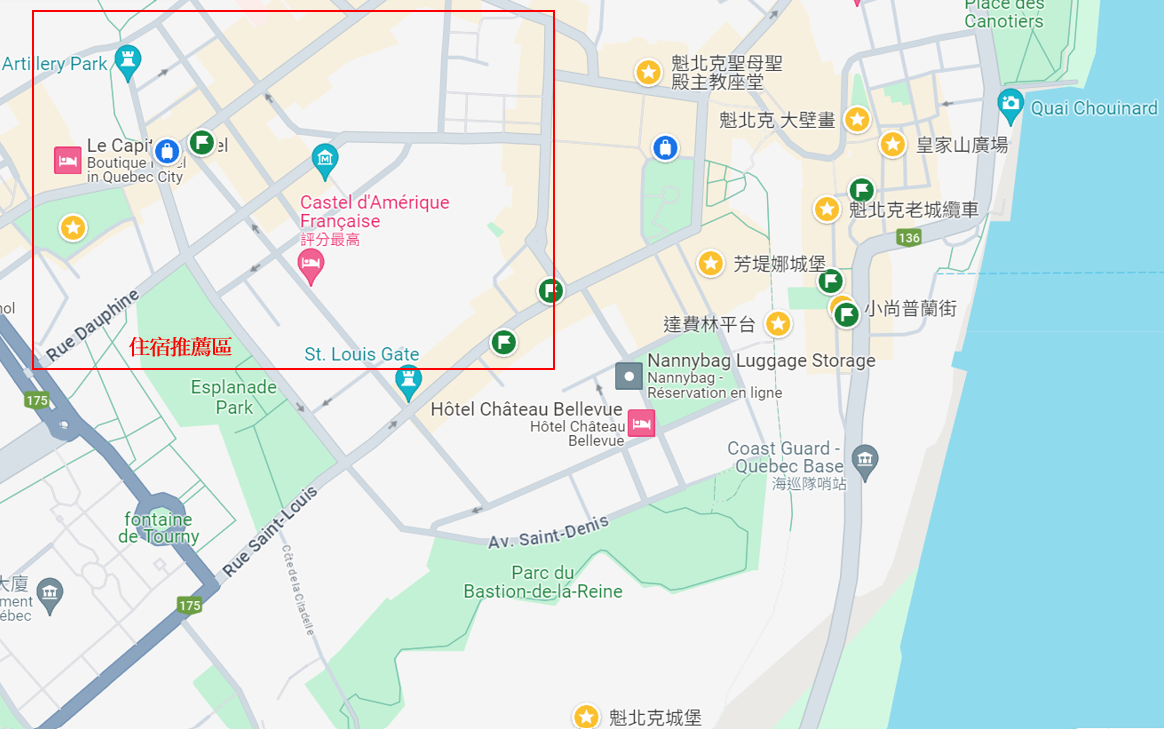 Place des
Canotiers
Artillery Park
魁北克聖母聖
殿主教座堂
Quai Chouinard
魁北克 大壁畫
皇家山廣場
Le Capit
el
Boutique
el
in Quebec City
Castel d'Amérique
Française
評分最高
魁北克老城纜車
136
芳堤娜城堡
小尚普蘭街
達費林平台
nol
Rue Dauphine
住宿推薦區
St. Louis Gate
Nannybag Luggage Storage
Nannybag -
Réservation en ligne
175
Esplanade
Park
Hôtel Château Bellevue
Hôtel Château
Bellevue
Coast Guard -
Quebec Base
海巡隊哨站
fontaine
de Tourny
Rue Saint-Louis
Av. Saint-Denis
Côte de la Citadelle
Parc du
Bastion-de-la-Reine
大廈
ment
ébec
175
魁北克城堡